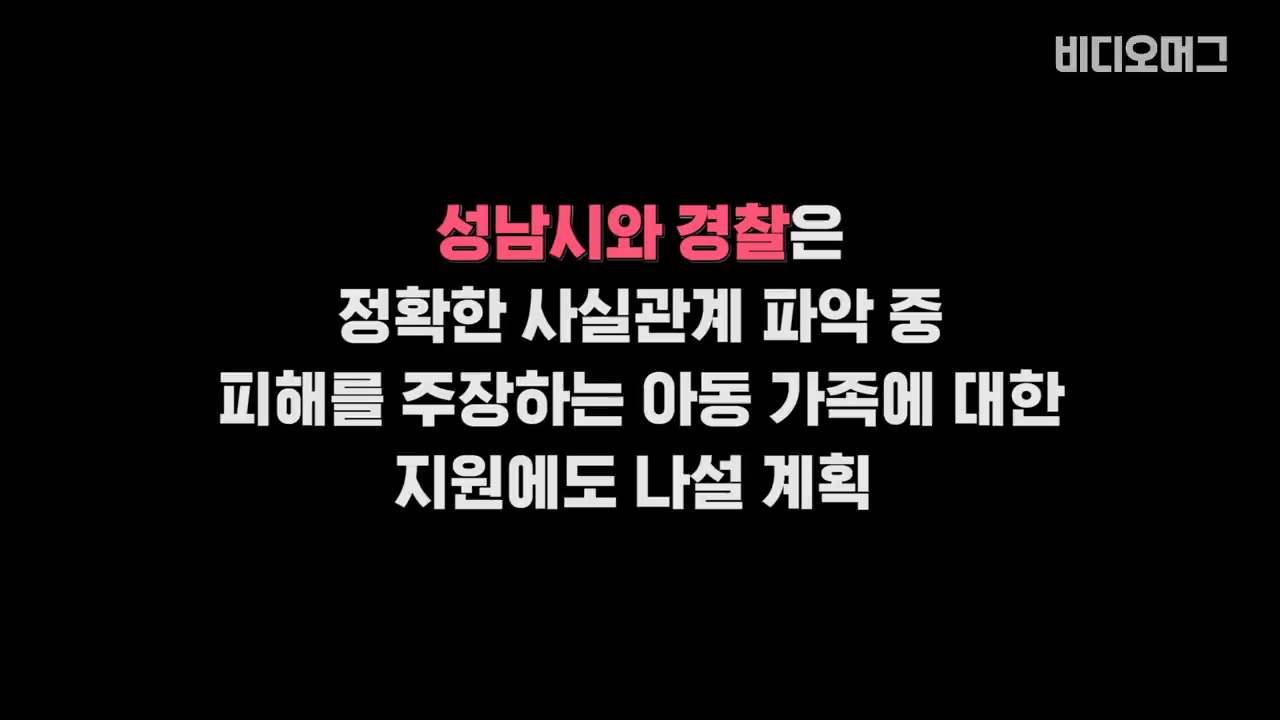 비디오머그
성남시와 경찰은
정확한 사실관계 파악 중
피해를 주장하는 아동 가족에 대한
지원에도 나설 계획